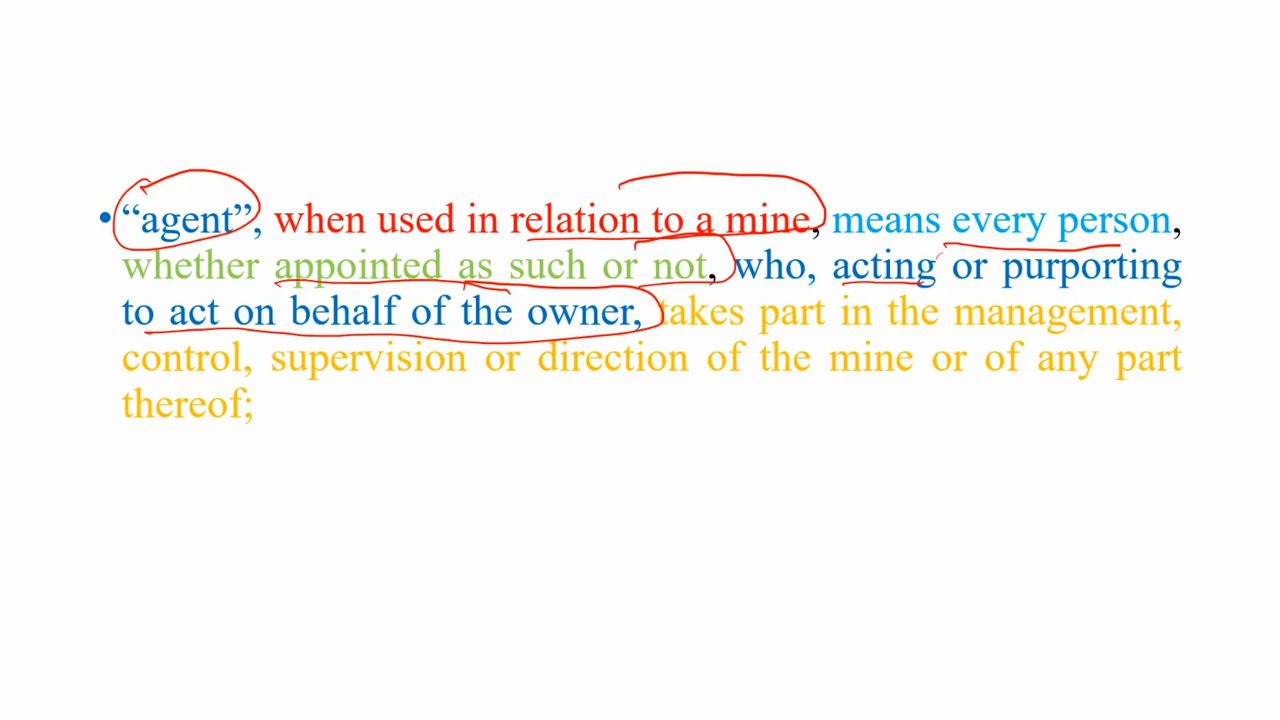 • “agent”, when used in relation to a mine, means every person,
whether appointed as such or not, who, acting or purporting
to act on behalf of the owner, takes part in the management,
control, supervision or direction of the mine or of any part
thereof;